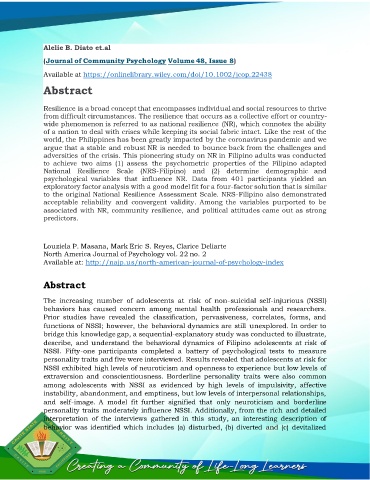 Alelie B. Diato et.al
(Journal of Community Psychology Volume 48, Issue 8)
Available at https://onlinelibrary.wiley.com/doi/10.1002/jcop.22438
Abstract
Resilience is a broad concept that encompasses individual and social resources to thrive
from difficult circumstances. The resilience that occurs as a collective effort or country-
wide phenomenon is referred to as national resilience (NR), which connotes the ability
of a nation to deal with crises while keeping its social fabric intact. Like the rest of the
world, the Philippines has been greatly impacted by the coronavirus pandemic and we
argue that a stable and robust NR is needed to bounce back from the challenges and
adversities of the crisis. This pioneering study on NR in Filipino adults was conducted
to achieve two aims (1) assess the psychometric properties of the Filipino adapted
National Resilience Scale (NRS-Filipino) and (2) determine demographic and
psychological variables that influence NR. Data from 401 participants yielded an
exploratory factor analysis with a good model fit for a four-factor solution that is similar
to the original National Resilience Assessment Scale. NRS-Filipino also demonstrated
acceptable reliability and convergent validity. Among the variables purported to be
associated with NR, community resilience, and political attitudes came out as strong
predictors.
Louziela P. Masana, Mark Eric S. Reyes, Clarice Deliarte
North America Journal of Psychology vol. 22 no. 2
Available at: http://najp.us/north-american-journal-of-psychology-index
Abstract
The increasing number of adolescents at risk of non-suicidal self-injurious (NSSI)
behaviors has caused concern among mental health professionals and researchers.
Prior studies have revealed the classification, pervasiveness, correlates, forms, and
functions of NSSI; however, the behavioral dynamics are still unexplored. In order to
bridge this knowledge gap, a sequential-explanatory study was conducted to illustrate,
describe, and understand the behavioral dynamics of Filipino adolescents at risk of
NSSI. Fifty-one participants completed a battery of psychological tests to measure
personality traits and five were interviewed. Results revealed that adolescents at risk for
NSSI exhibited high levels of neuroticism and openness to experience but low levels of
extraversion and conscientiousness. Borderline personality traits were also common
among adolescents with NSSI as evidenced by high levels of impulsivity, affective
instability, abandonment, and emptiness, but low levels of interpersonal relationships,
and self-image. A model fit further signified that only neuroticism and borderline
personality traits moderately influence NSSI. Additionally, from the rich and detailed
interpretation of the interviews gathered in this study, an interesting description of
behavior was identified which includes (a) disturbed, (b) diverted and (c) devitalized
Creating a Community of Life-Long Learners